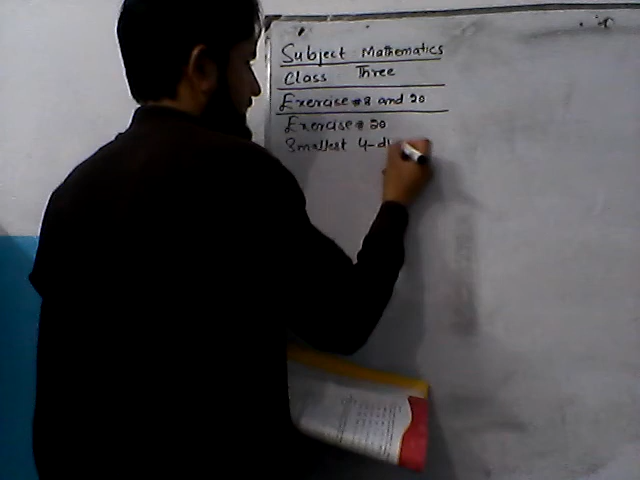 Subject Mathematics
Class Three
Exercise # 8 and 20
Exercise # 20
Smallest 4-di